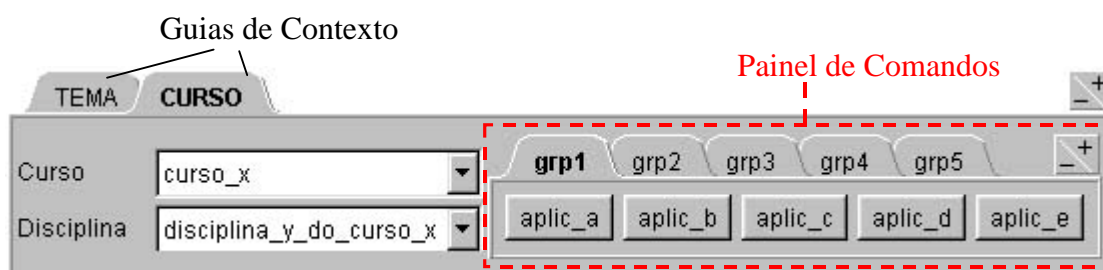 Guias de Contexto
Painel de Comandos
TEMA CURSO
grp1 grp2 grp3 grp4 grp5
Curso curso_x
aplic_a aplic_b aplic_c aplic_d aplic_e
Disciplina disciplina_y_do_curso_x